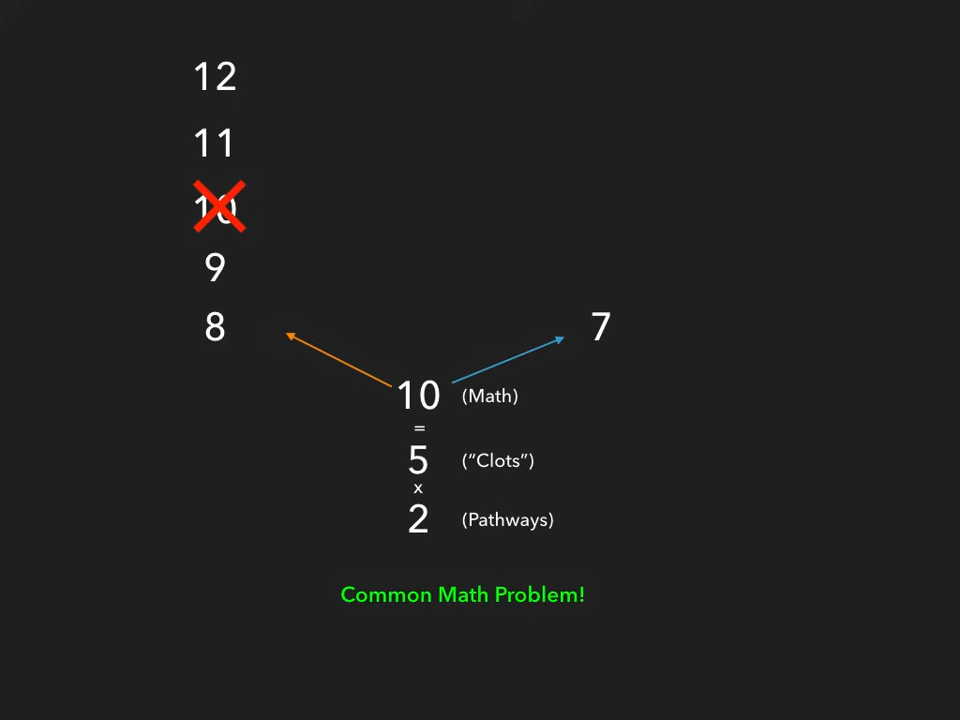 12
11
10
9
8
7
10 (Math)
=
5 (“Clots”)
x
2 (Pathways)
Common Math Problem!